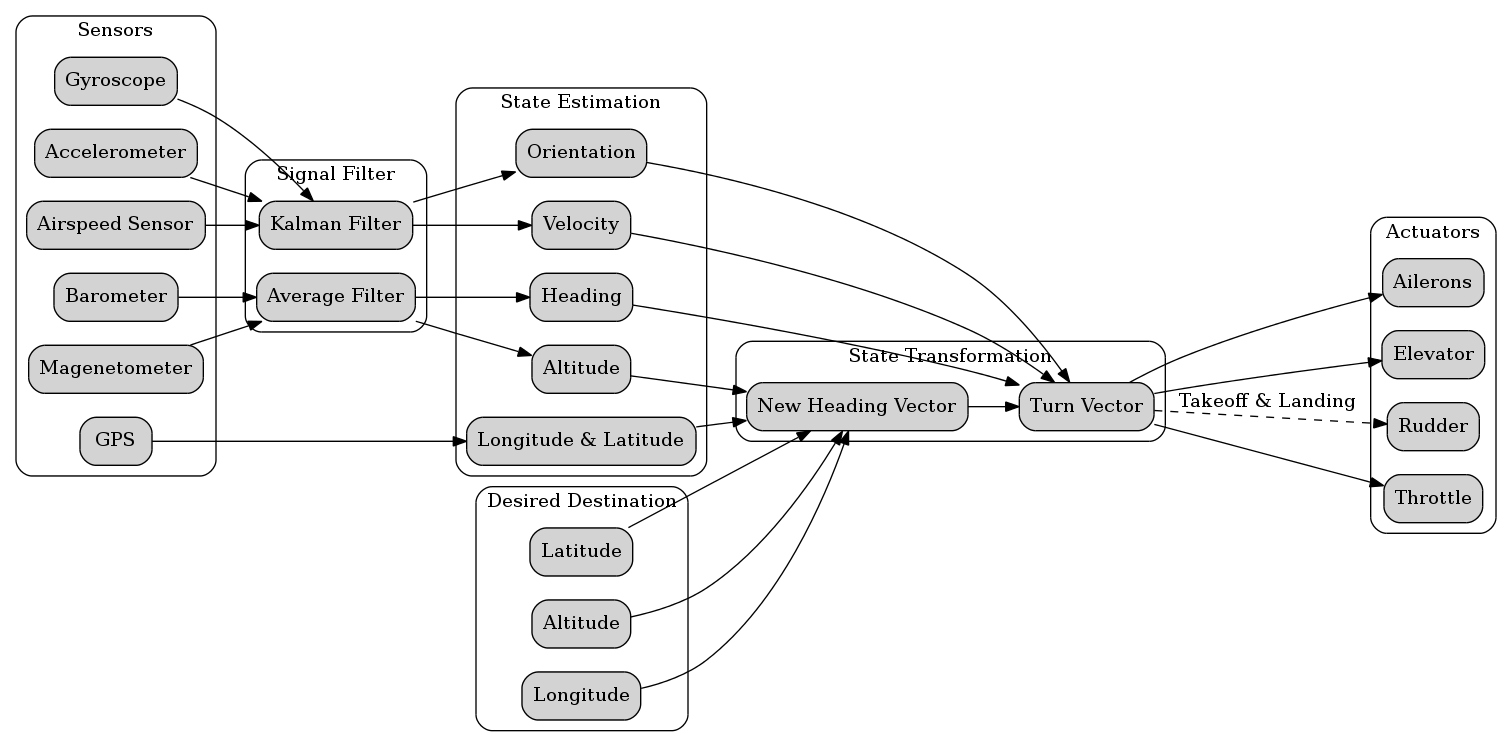 Sensors
Gyroscope
Accelerometer
Airspeed Sensor
Barometer
Magenetometer
GPS
Signal Filter
Kalman Filter
Average Filter
State Estimation
Orientation
Velocity
Heading
Altitude
Longitude & Latitude
Desired Destination
Latitude
Altitude
Longitude
State Transformation
New Heading Vector
Turn Vector
Takeoff & Landing
Actuators
Ailerons
Elevator
Rudder
Throttle